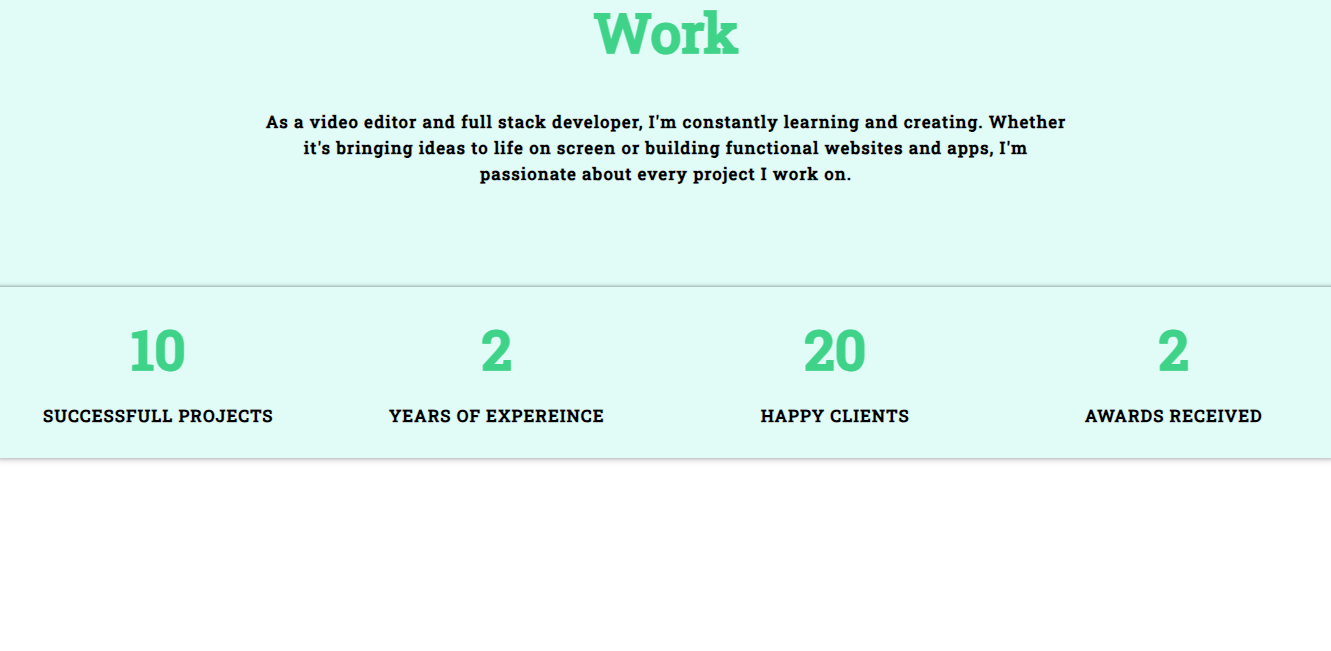 Work
As a video editor and full stack developer, I'm constantly learning and creating. Whether
it's bringing ideas to life on screen or building functional websites and apps, I'm
passionate about every project I work on.
10
2
20
2
SUCCESSFULL PROJECTS
YEARS OF EXPEREINCE
HAPPY CLIENTS
AWARDS RECEIVED